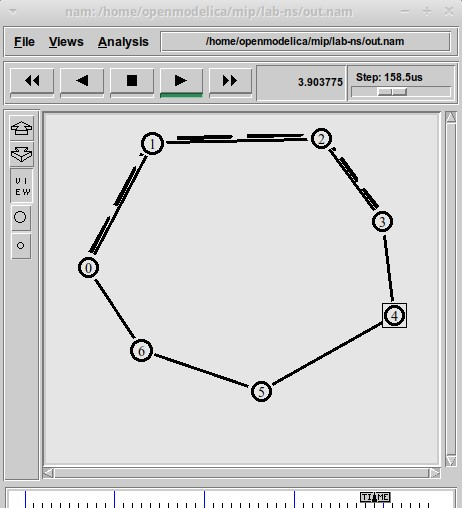 nam: /home/openmodelica/mip/lab-ns/out.nam
File Views Analysis /home/openmodelica/mip/lab-ns/out.nam
3.903775 Step: 158.5us
V I
E W
1
2
3
0
4
6
5
TIME